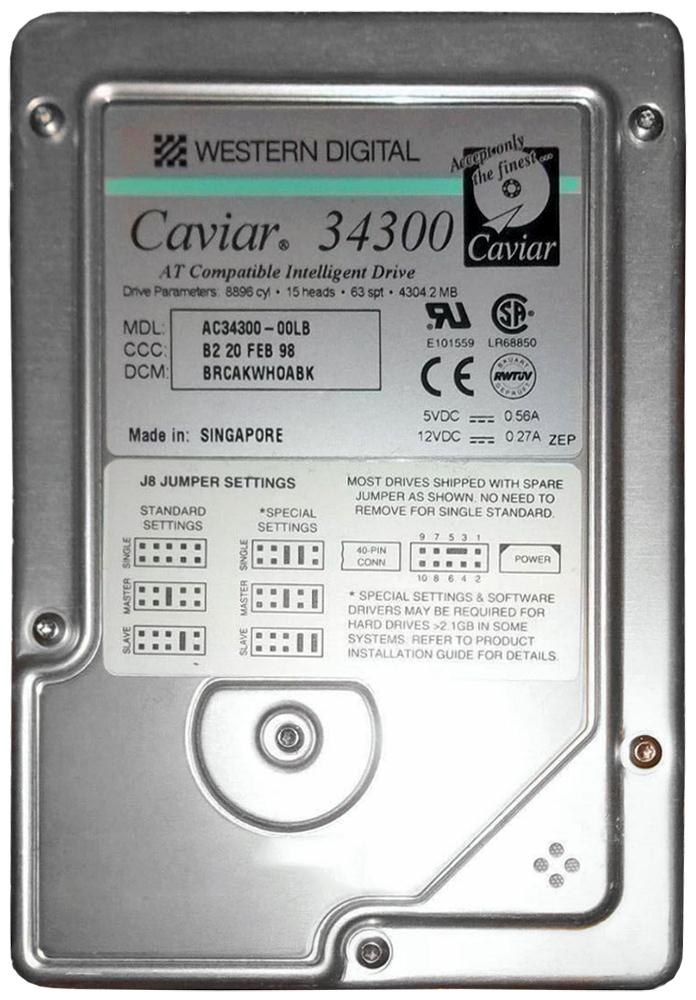 WESTERN DIGITAL
Accept only
the finest...
Caviar
Caviar® 34300
AT Compatible Intelligent Drive
Drive Parameters: 8896 cyl • 15 heads • 63 spt • 4304.2 MB
MDL: AC34300-00LB
CCC: B2 20 FEB 98
DCM: BRCAKWHOABK
E101559 LR68850
CE
BAUART
RWTÜV
GEPRÜFT
5VDC 0.56A
12VDC 0.27A ZEP
Made in: SINGAPORE
J8 JUMPER SETTINGS
STANDARD
SETTINGS
*SPECIAL
SETTINGS
SINGLE
SINGLE
MASTER
MASTER
SLAVE
SLAVE
MOST DRIVES SHIPPED WITH SPARE
JUMPER AS SHOWN. NO NEED TO
REMOVE FOR SINGLE STANDARD.
9 7 5 3 1
40-PIN
CONN
POWER
10 8 6 4 2
* SPECIAL SETTINGS & SOFTWARE
DRIVERS MAY BE REQUIRED FOR
HARD DRIVES >2.1GB IN SOME
SYSTEMS. REFER TO PRODUCT
INSTALLATION GUIDE FOR DETAILS.